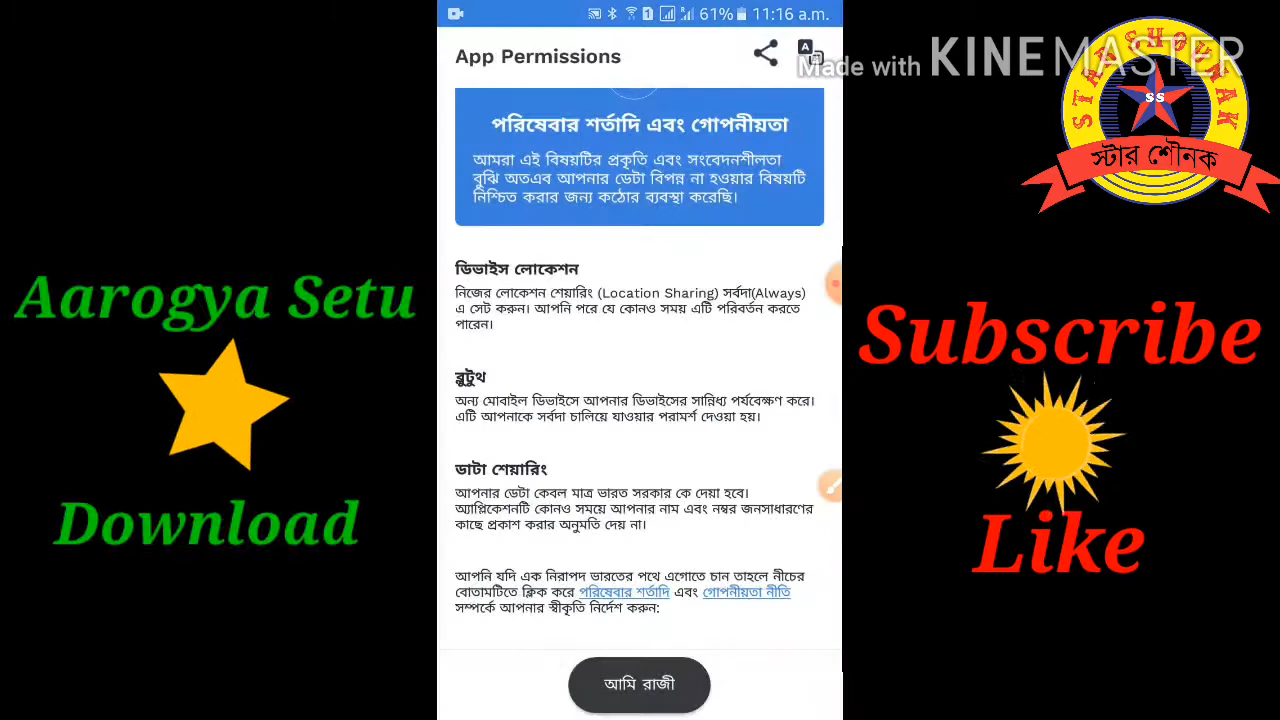 61% 11:16 a.m.
App Permissions
A
Made with KINEMASTER
STAR SHOUNAK
SS
স্টার শৌনক
পরিষেবার শর্তাদি এবং গোপনীয়তা
আমরা এই বিষয়টির প্রকৃতি এবং সংবেদনশীলতা
বুঝি অতএব আপনার ডেটা বিপন্ন না হওয়ার বিষয়টি
নিশ্চিত করার জন্য কঠোর ব্যবস্থা করেছি।
ডিভাইস লোকেশন
নিজের লোকেশন শেয়ারিং (Location Sharing) সর্বদা(Always)
এ সেট করুন। আপনি পরে যে কোনও সময় এটি পরিবর্তন করতে
পারেন।
ব্লুটুথ
অন্য মোবাইল ডিভাইসে আপনার ডিভাইসের সান্নিধ্য পর্যবেক্ষণ করে।
এটি আপনাকে সর্বদা চালিয়ে যাওয়ার পরামর্শ দেওয়া হয়।
ডাটা শেয়ারিং
আপনার ডেটা কেবল মাত্র ভারত সরকার কে দেয়া হবে।
অ্যাপ্লিকেশনটি কোনও সময়ে আপনার নাম এবং নম্বর জনসাধারণের
কাছে প্রকাশ করার অনুমতি দেয় না।
আপনি যদি এক নিরাপদ ভারতের পথে এগোতে চান তাহলে নীচের
বোতামটিতে ক্লিক করে পরিষেবার শর্তাদি এবং গোপনীয়তা নীতি
সম্পর্কে আপনার স্বীকৃতি নির্দেশ করুন:
আমি রাজী
Aarogya Setu
Download
Subscribe
Like